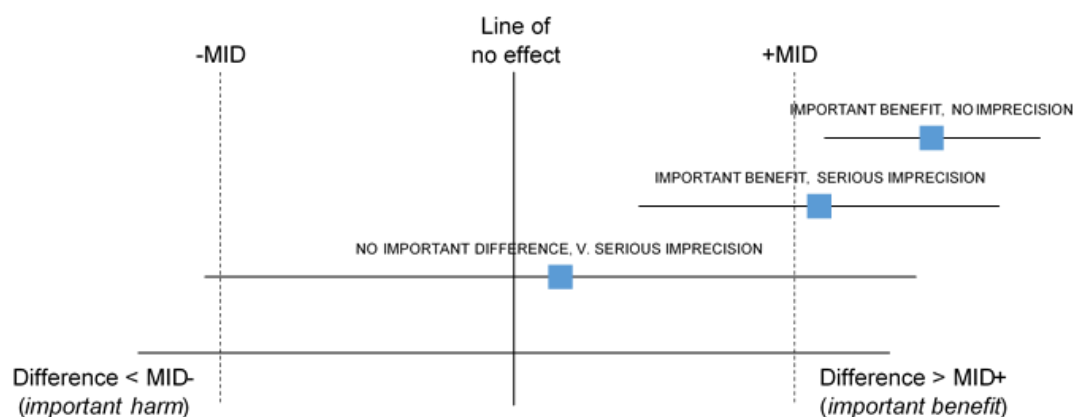 Line of
no effect
-MID
+MID
IMPORTANT BENEFIT, NO IMPRECISION
IMPORTANT BENEFIT, SERIOUS IMPRECISION
NO IMPORTANT DIFFERENCE, V. SERIOUS IMPRECISION
Difference < MID-
(important harm)
Difference > MID+
(important benefit)